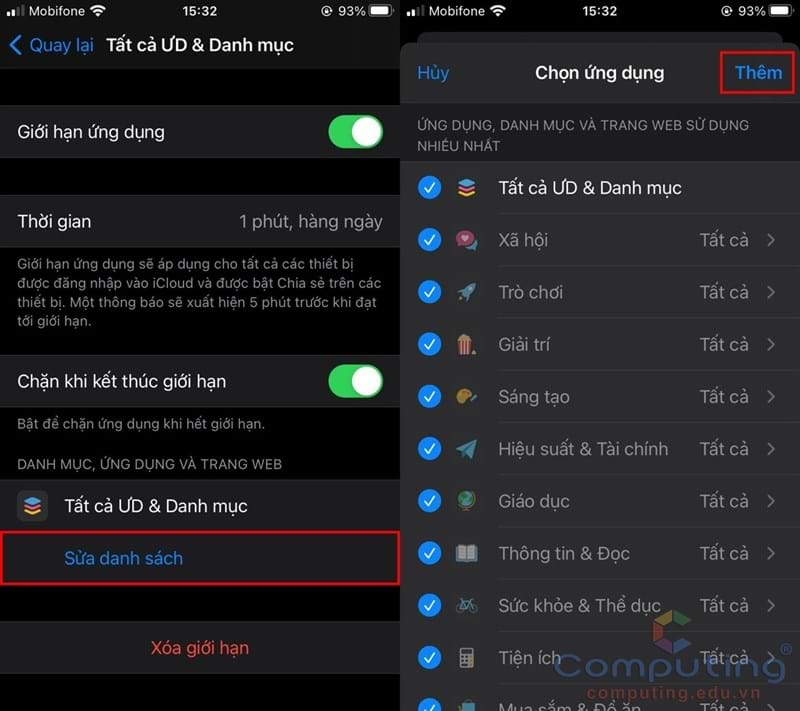 Mobifone 15:32 93%
Quay lại Tất cả ƯD & Danh mục
Giới hạn ứng dụng
Thời gian 1 phút, hàng ngày
Giới hạn ứng dụng sẽ áp dụng cho tất cả các thiết bị
được đăng nhập vào iCloud và được bật Chia sẻ trên các
thiết bị. Một thông báo sẽ xuất hiện 5 phút trước khi đạt
tới giới hạn.
Chặn khi kết thúc giới hạn
Bật để chặn ứng dụng khi hết giới hạn.
DANH MỤC, ỨNG DỤNG VÀ TRANG WEB
Tất cả ƯD & Danh mục
Sửa danh sách
Xóa giới hạn
Mobifone 15:32 93%
Hủy Chọn ứng dụng Thêm
ỨNG DỤNG, DANH MỤC VÀ TRANG WEB SỬ DỤNG
NHIỀU NHẤT
Tất cả ƯD & Danh mục
Xã hội Tất cả
Trò chơi Tất cả
Giải trí Tất cả
Sáng tạo Tất cả
Hiệu suất & Tài chính Tất cả
Giáo dục Tất cả
Thông tin & Đọc Tất cả
Sức khỏe & Thể dục Tất cả
Tiện ích Tất cả
Mua sắm & Đồ ăn Tất cả
Computing®
computing.edu.vn